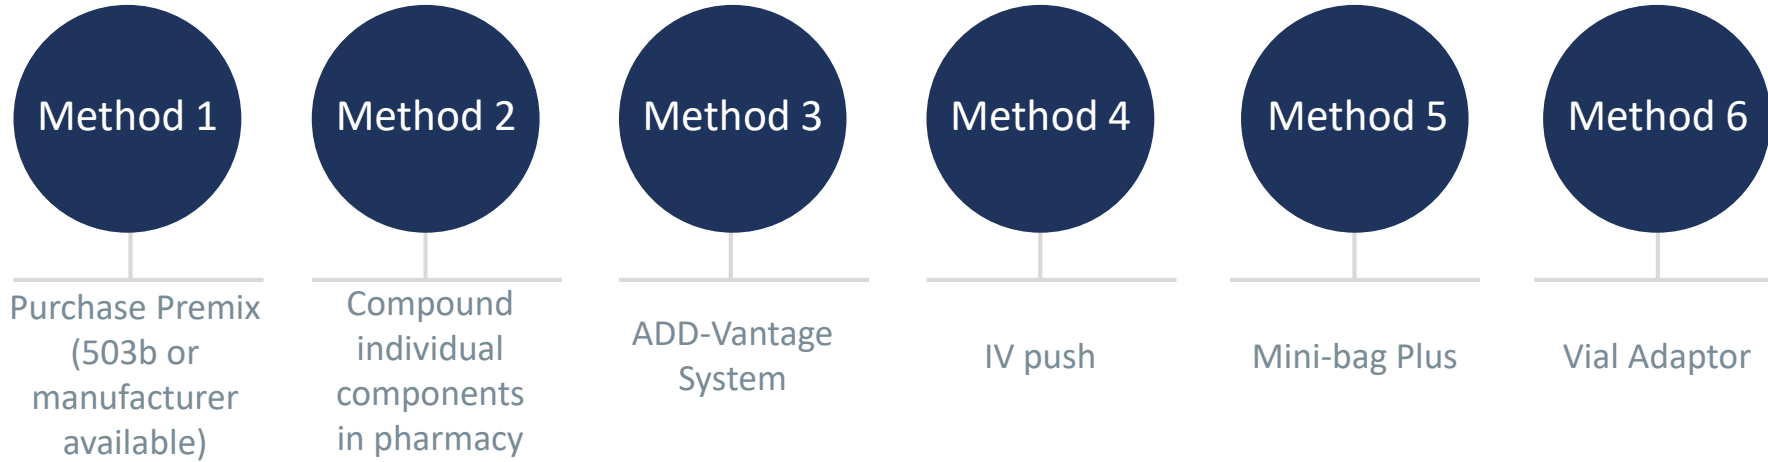 Method 1
Method 2
Method 3
Method 4
Method 5
Method 6
Purchase Premix
(503b or
manufacturer
available)
Compound
individual
components
in pharmacy
ADD-Vantage
System
IV push
Mini-bag Plus
Vial Adaptor